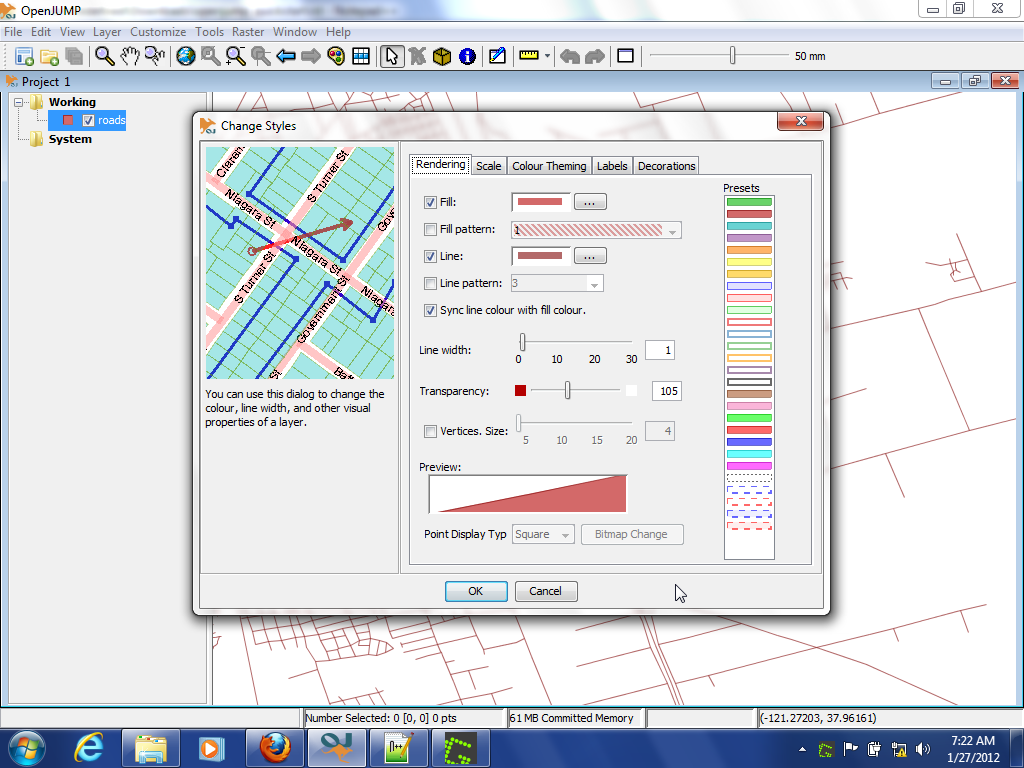 OpenJUMP
File Edit View Layer Customize Tools Raster Window Help
50 mm
Project 1
Working
roads
System
Change Styles
Claren
S Turner St
Niagara St
Gover
Niagara St
S Turner St
Niagara
Government
St
Bat
You can use this dialog to change the
colour, line width, and other visual
properties of a layer.
Rendering Scale Colour Theming Labels Decorations
Presets
Fill: ...
Fill pattern: 1
Line: ...
Line pattern: 3
Sync line colour with fill colour.
Line width: 1
0 10 20 30
Transparency: 105
Vertices. Size: 4
5 10 15 20
Preview:
Point Display Typ Square Bitmap Change
OK Cancel
Number Selected: 0 [0, 0] 0 pts 61 MB Committed Memory (-121.27203, 37.96161)
7:22 AM
1/27/2012